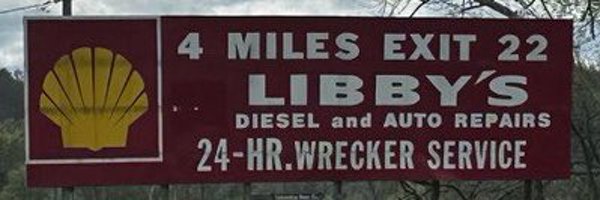 4 MILES EXIT 22
LIBBY'S
DIESEL and AUTO REPAIRS
24-HR. WRECKER SERVICE